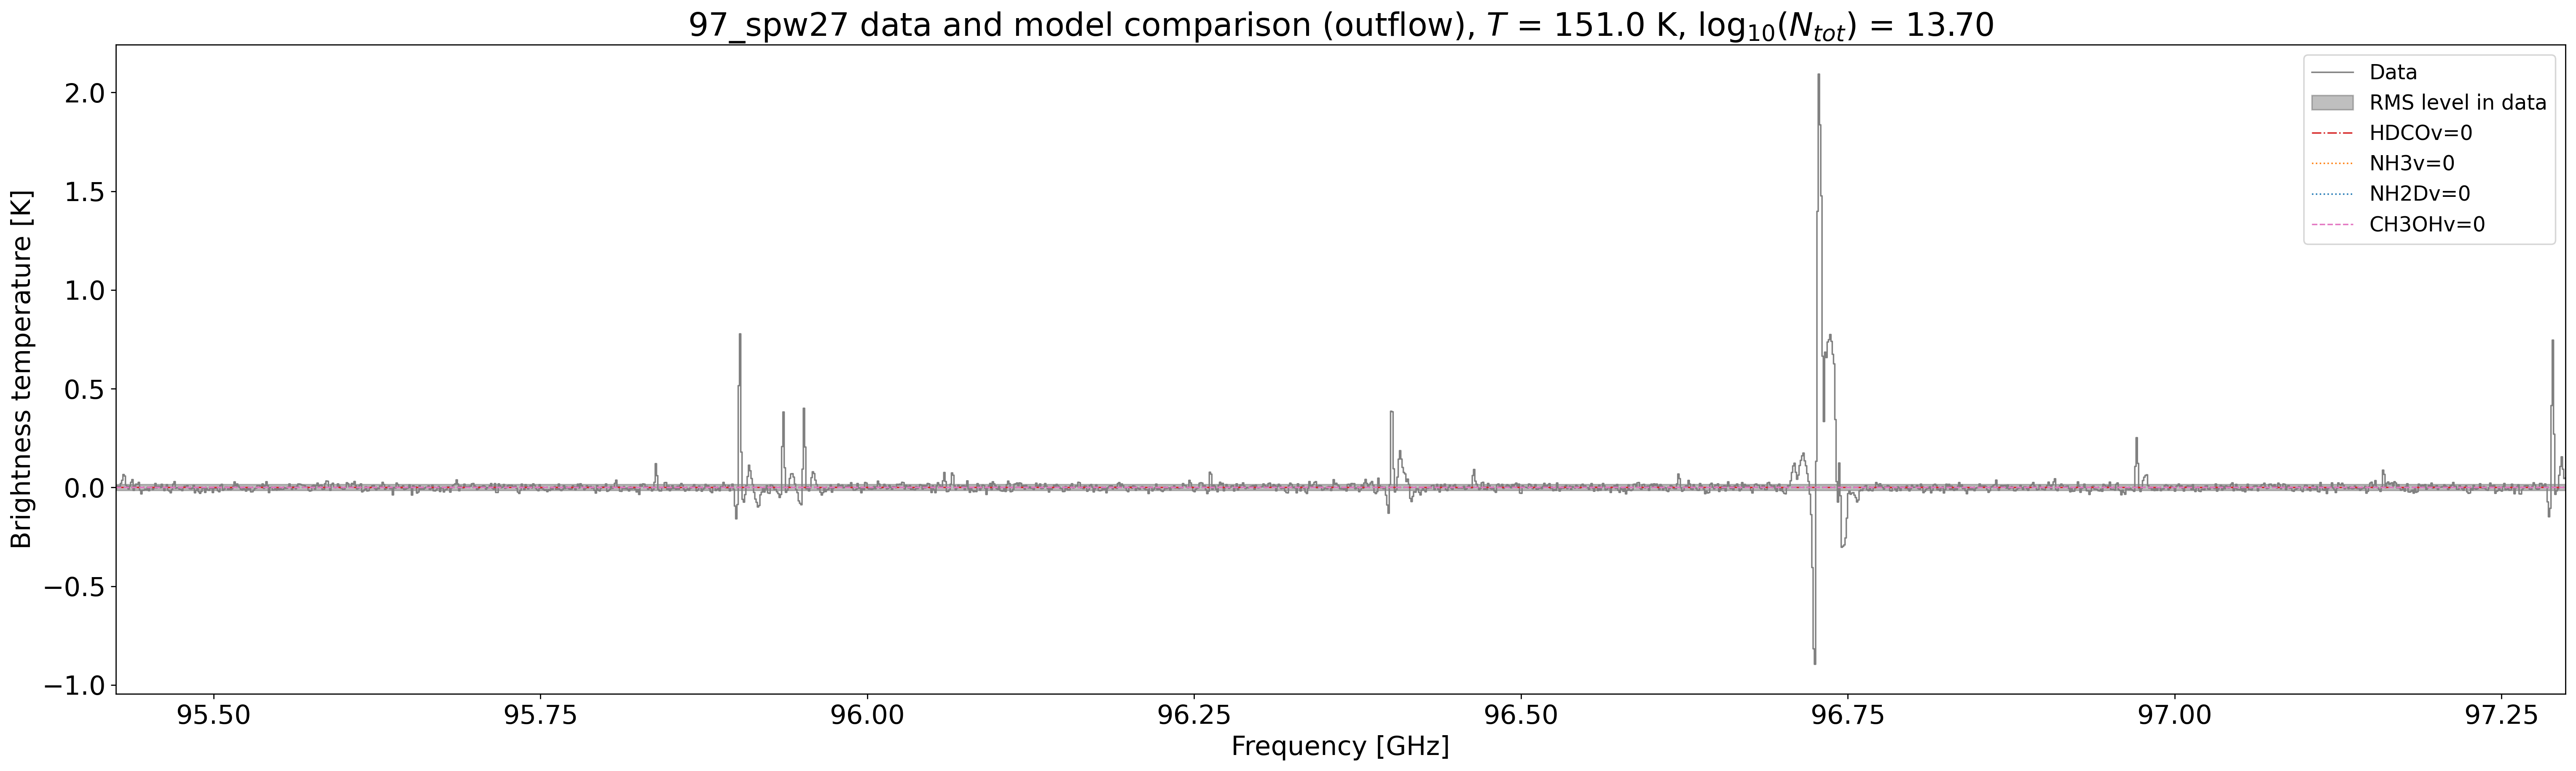 97_spw27 data and model comparison (outflow), T = 151.0 K, log₁₀(Nₜₒₜ) = 13.70
Data
RMS level in data
HDCOv=0
NH3v=0
NH2Dv=0
CH3OHv=0
Brightness temperature [K]
2.0
1.5
1.0
0.5
0.0
−0.5
−1.0
95.50 95.75 96.00 96.25 96.50 96.75 97.00 97.25
Frequency [GHz]